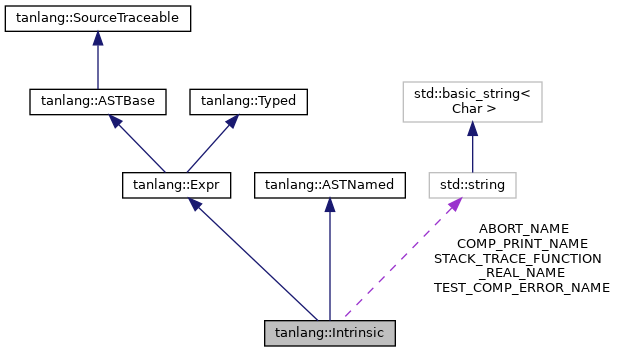 tanlang::SourceTraceable
tanlang::ASTBase
tanlang::Typed
std::basic_string<
Char >
tanlang::Expr
tanlang::ASTNamed
std::string
ABORT_NAME
COMP_PRINT_NAME
STACK_TRACE_FUNCTION
_REAL_NAME
TEST_COMP_ERROR_NAME
tanlang::Intrinsic